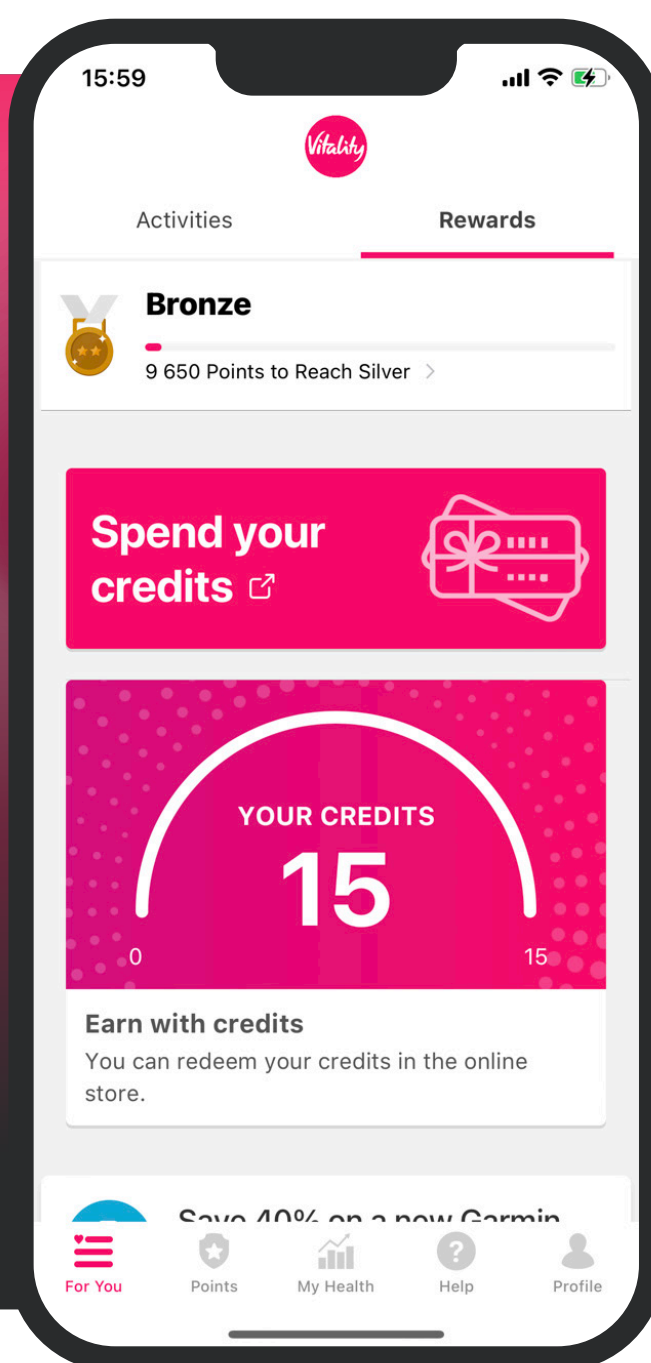 15:59
Vitality
Activities
Rewards
Bronze
9 650 Points to Reach Silver
Spend your
credits
YOUR CREDITS
15
0
15
Earn with credits
You can redeem your credits in the online
store.
Save 40% on a new Garmin
For You
Points
My Health
Help
Profile